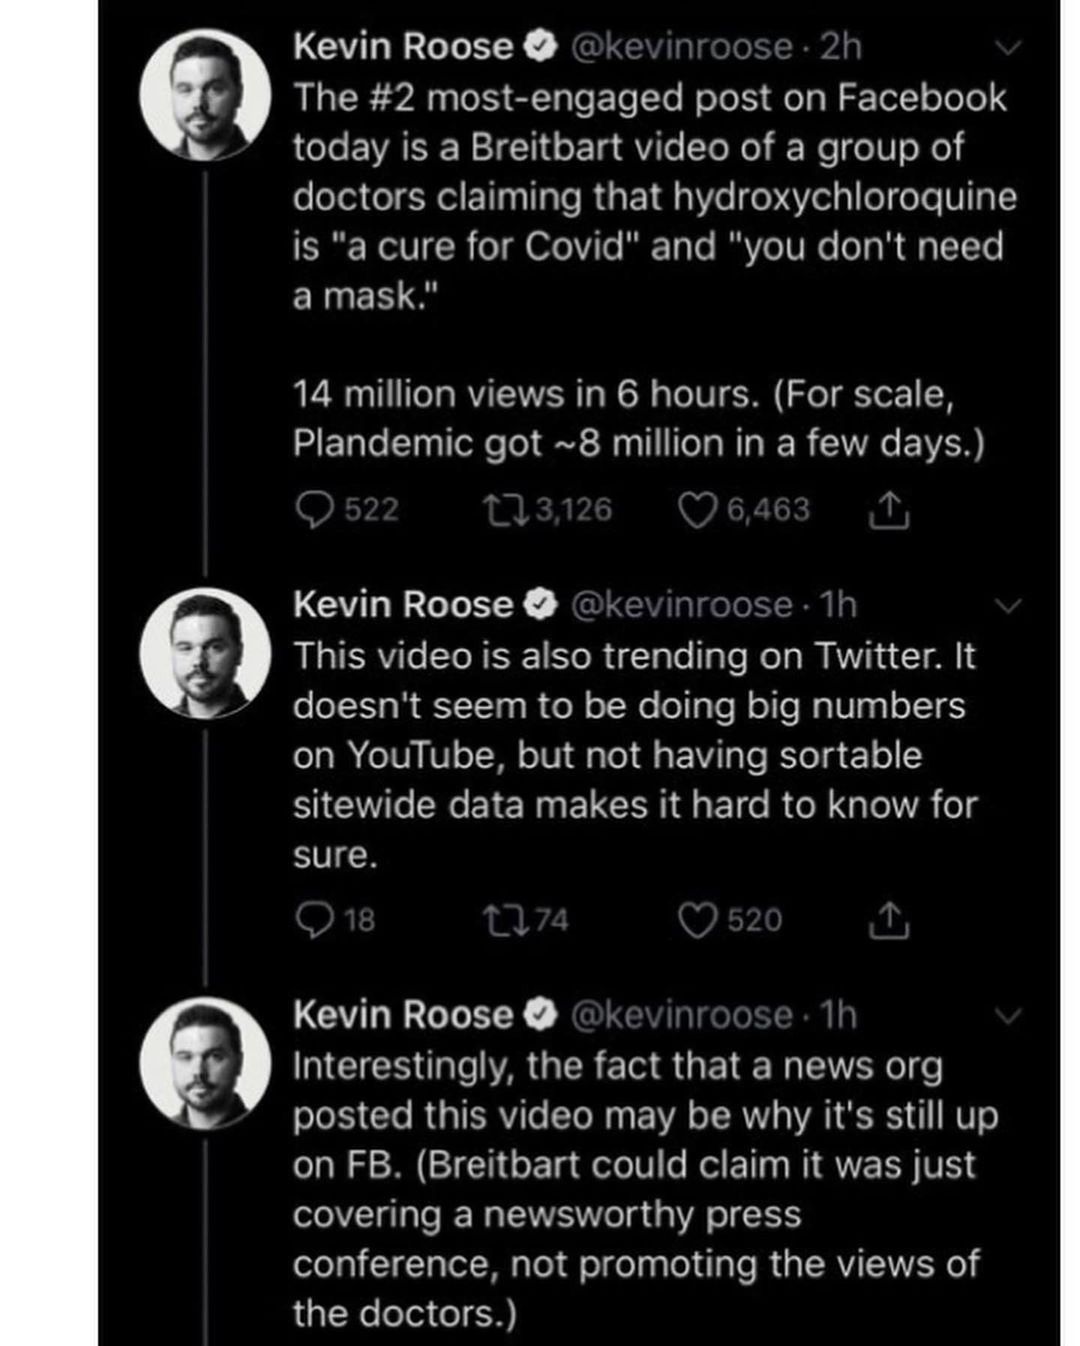 Kevin Roose @kevinroose · 2h
The #2 most-engaged post on Facebook
today is a Breitbart video of a group of
doctors claiming that hydroxychloroquine
is "a cure for Covid" and "you don't need
a mask."
14 million views in 6 hours. (For scale,
Plandemic got ~8 million in a few days.)
522 3,126 6,463
Kevin Roose @kevinroose · 1h
This video is also trending on Twitter. It
doesn't seem to be doing big numbers
on YouTube, but not having sortable
sitewide data makes it hard to know for
sure.
18 74 520
Kevin Roose @kevinroose · 1h
Interestingly, the fact that a news org
posted this video may be why it's still up
on FB. (Breitbart could claim it was just
covering a newsworthy press
conference, not promoting the views of
the doctors.)